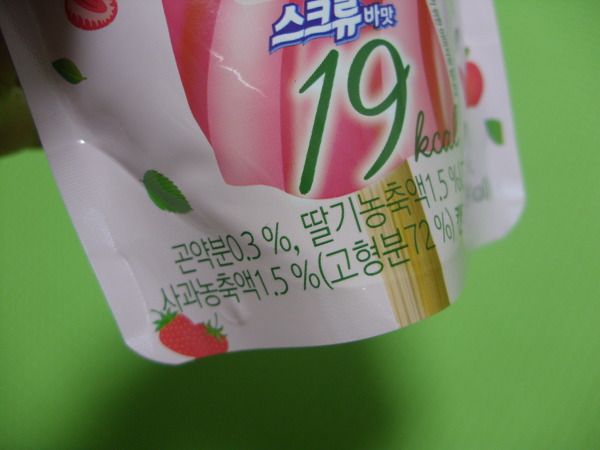 스크류바맛
19
kcal
곤약분0.3%, 딸기농축액1.5%
사과농축액1.5%(고형분72%)